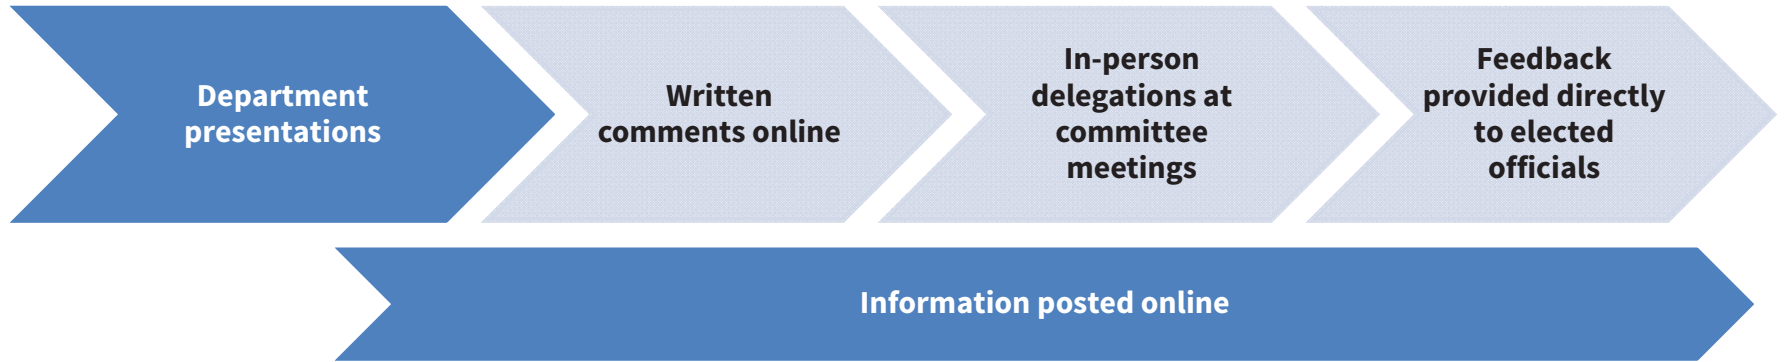 Department
presentations
Written
comments online
In-person
delegations at
committee
meetings
Feedback
provided directly
to elected
officials
Information posted online